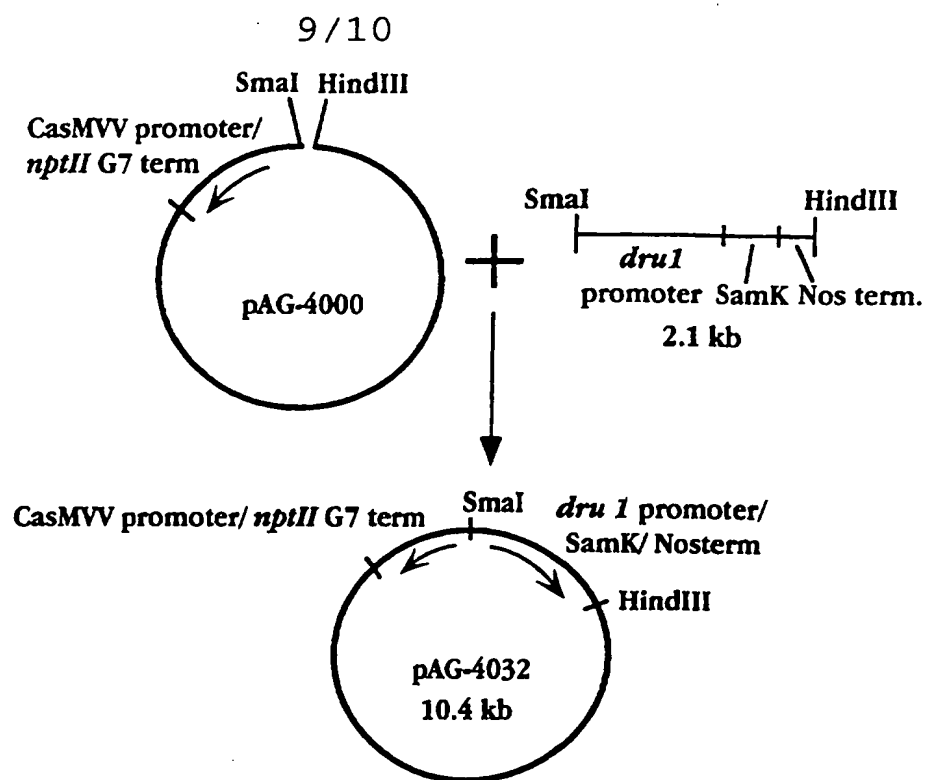 9/10
SmaI HindIII
CasMVV promoter/
nptII G7 term
pAG-4000
SmaI
HindIII
dru1
promoter SamK Nos term.
2.1 kb
CasMVV promoter/ nptII G7 term
SmaI
dru 1 promoter/
SamK/ Nosterm
HindIII
pAG-4032
10.4 kb